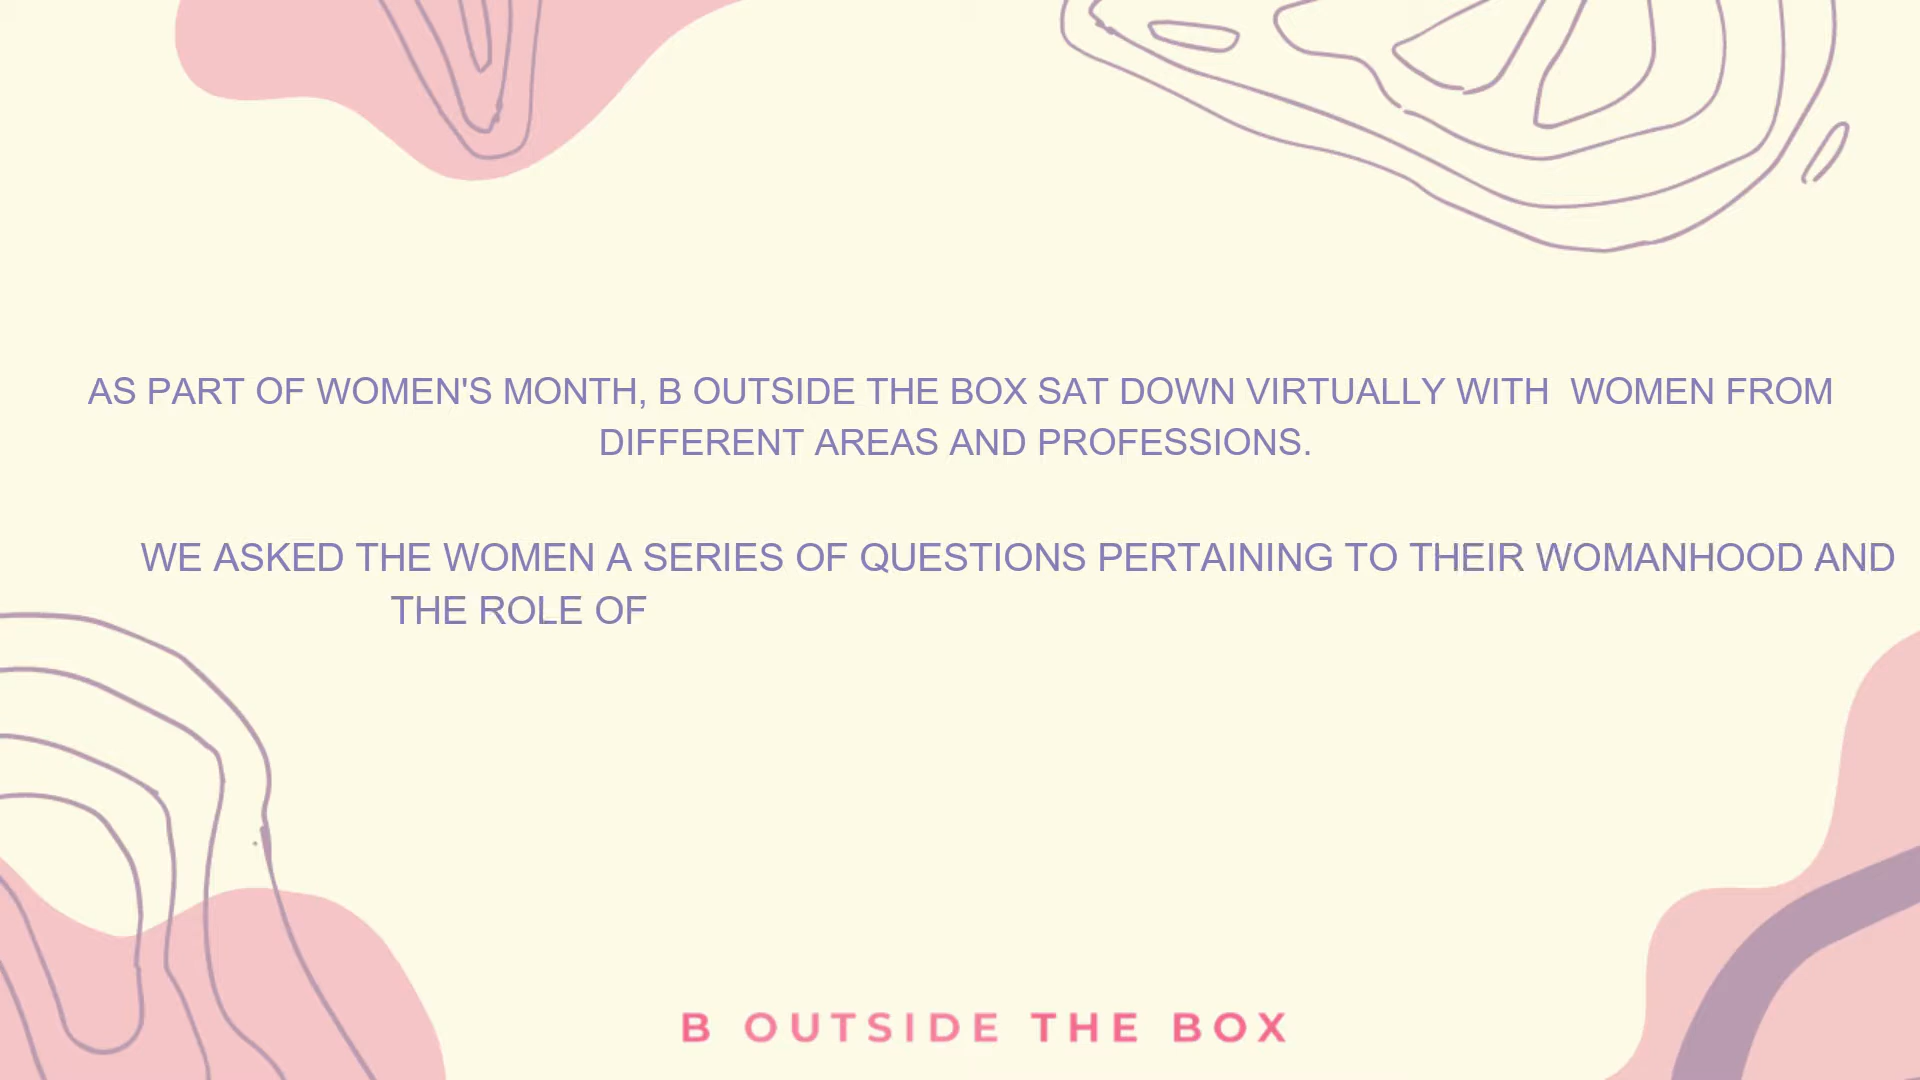 AS PART OF WOMEN'S MONTH, B OUTSIDE THE BOX SAT DOWN VIRTUALLY WITH  WOMEN FROM
DIFFERENT AREAS AND PROFESSIONS.
WE ASKED THE WOMEN A SERIES OF QUESTIONS PERTAINING TO THEIR WOMANHOOD AND
THE ROLE OF
B OUTSIDE THE BOX